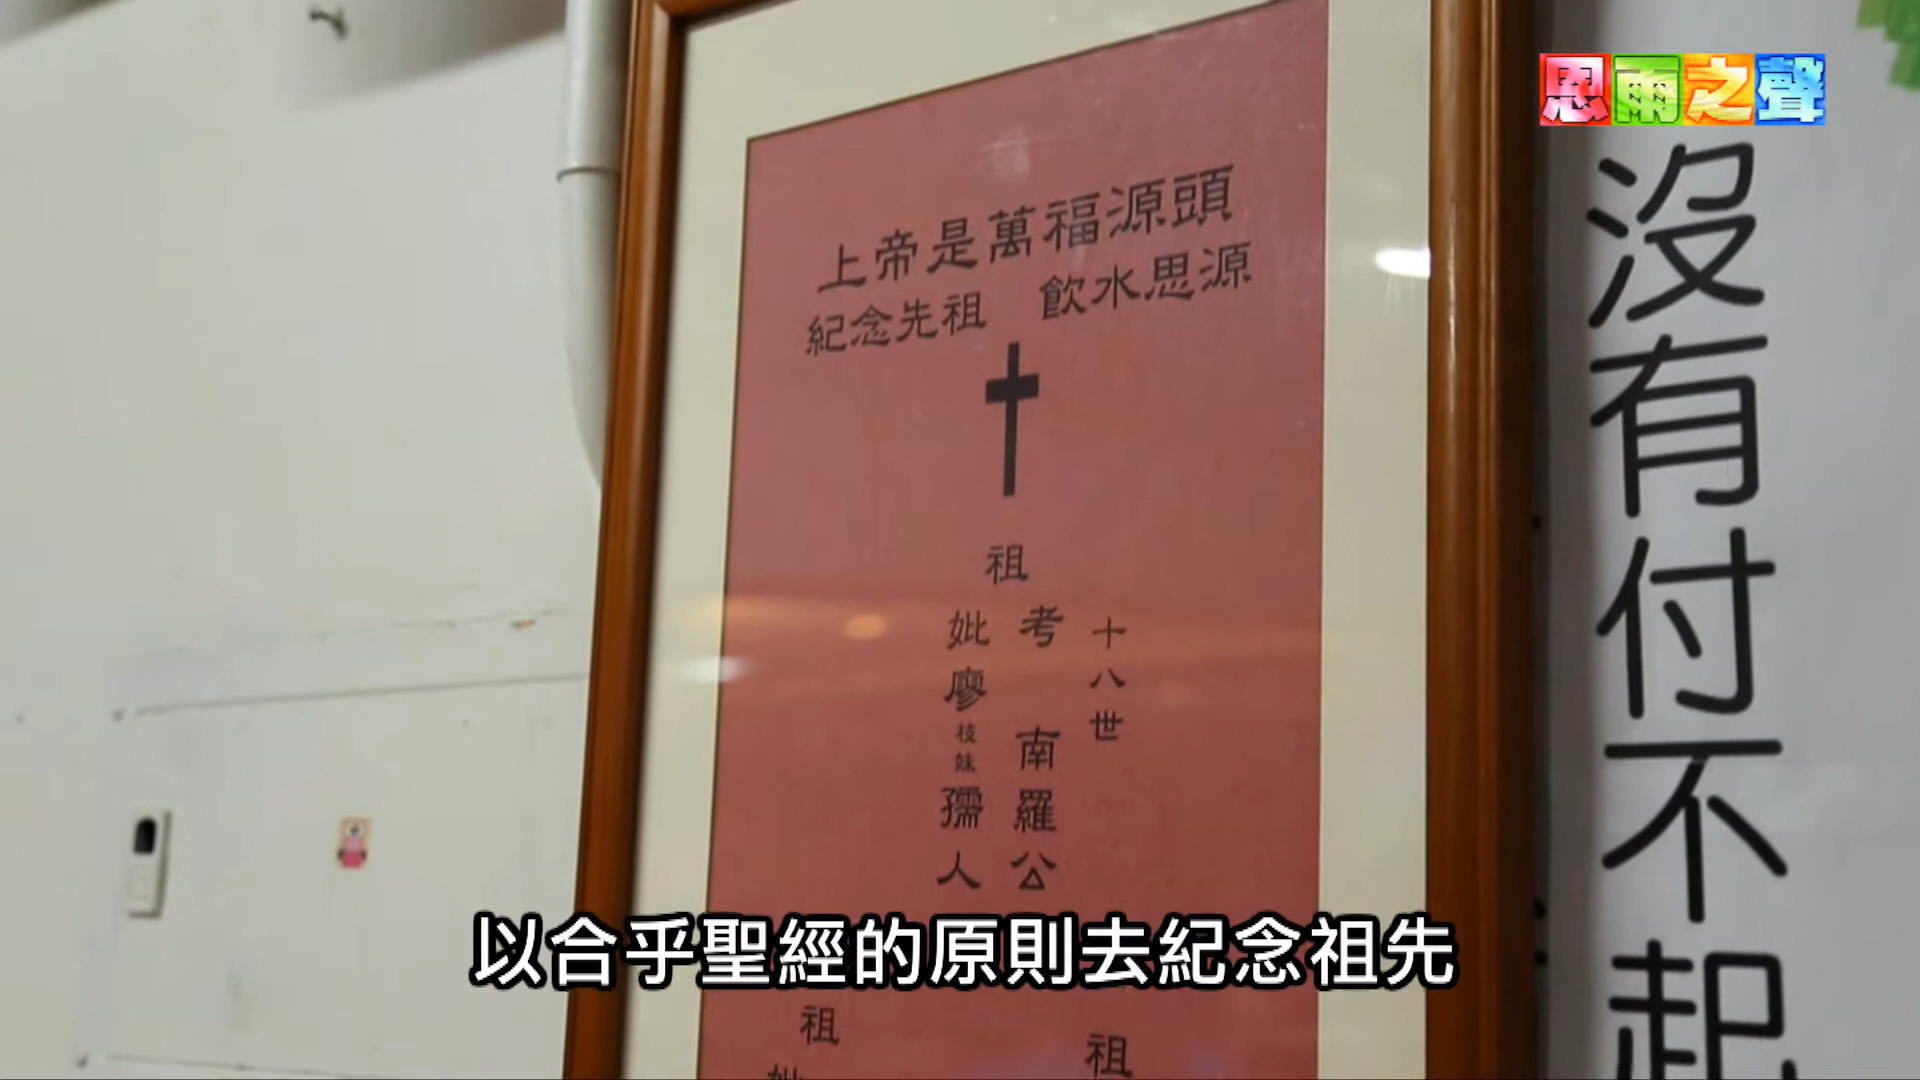 恩雨之聲
上帝是萬福源頭
紀念先祖 飲水思源
祖
十八世
考 南羅公
妣廖枝妹孺人
祖
祖
沒有付不起
以合乎聖經的原則去紀念祖先